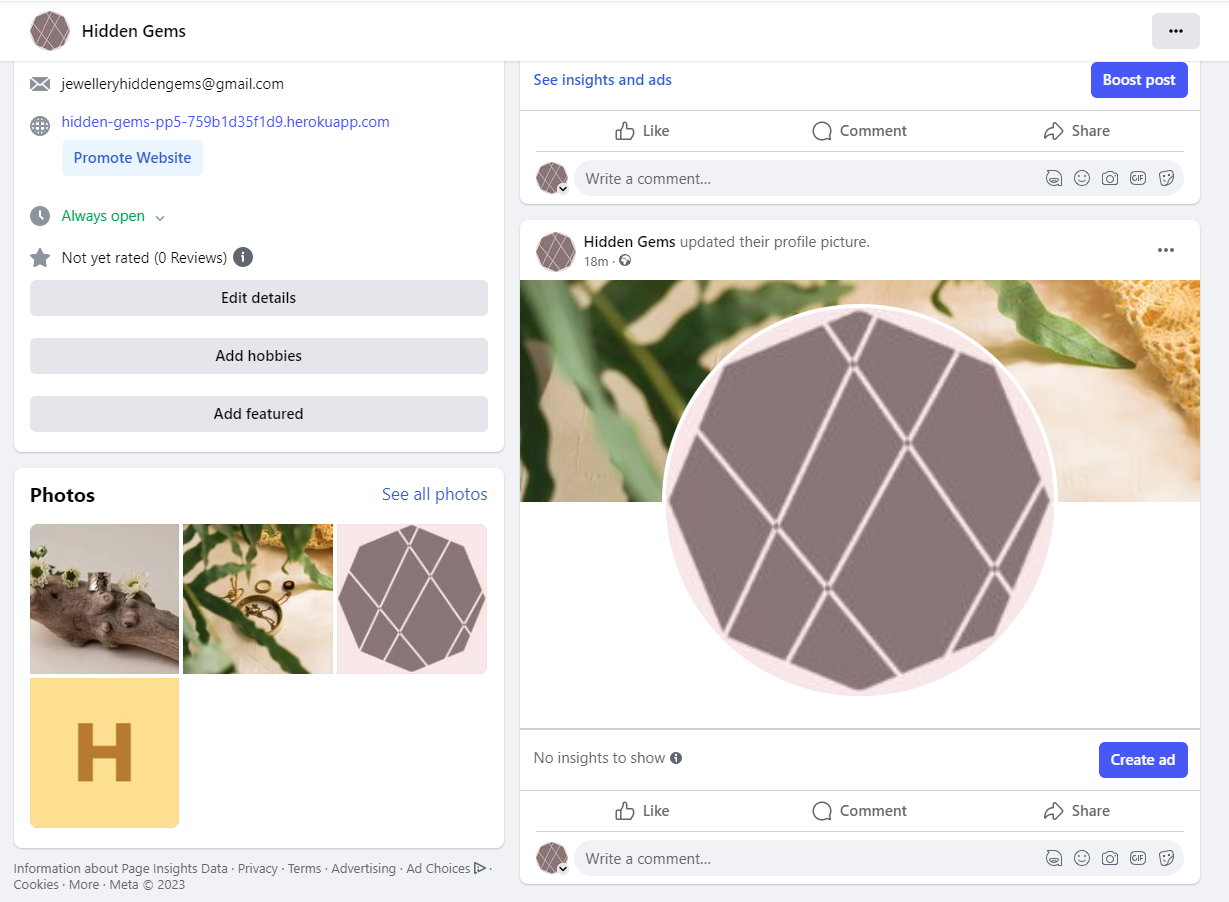 Hidden Gems
jewelleryhiddengems@gmail.com
hidden-gems-pp5-759b1d35f1d9.herokuapp.com
Promote Website
Always open
Not yet rated (0 Reviews)
Edit details
Add hobbies
Add featured
Photos
See all photos
H
Information about Page Insights Data · Privacy · Terms · Advertising · Ad Choices ·
Cookies · More · Meta © 2023
See insights and ads
Boost post
Like
Comment
Share
Write a comment...
GIF
Hidden Gems updated their profile picture.
18m ·
No insights to show
Create ad
Like
Comment
Share
Write a comment...
GIF